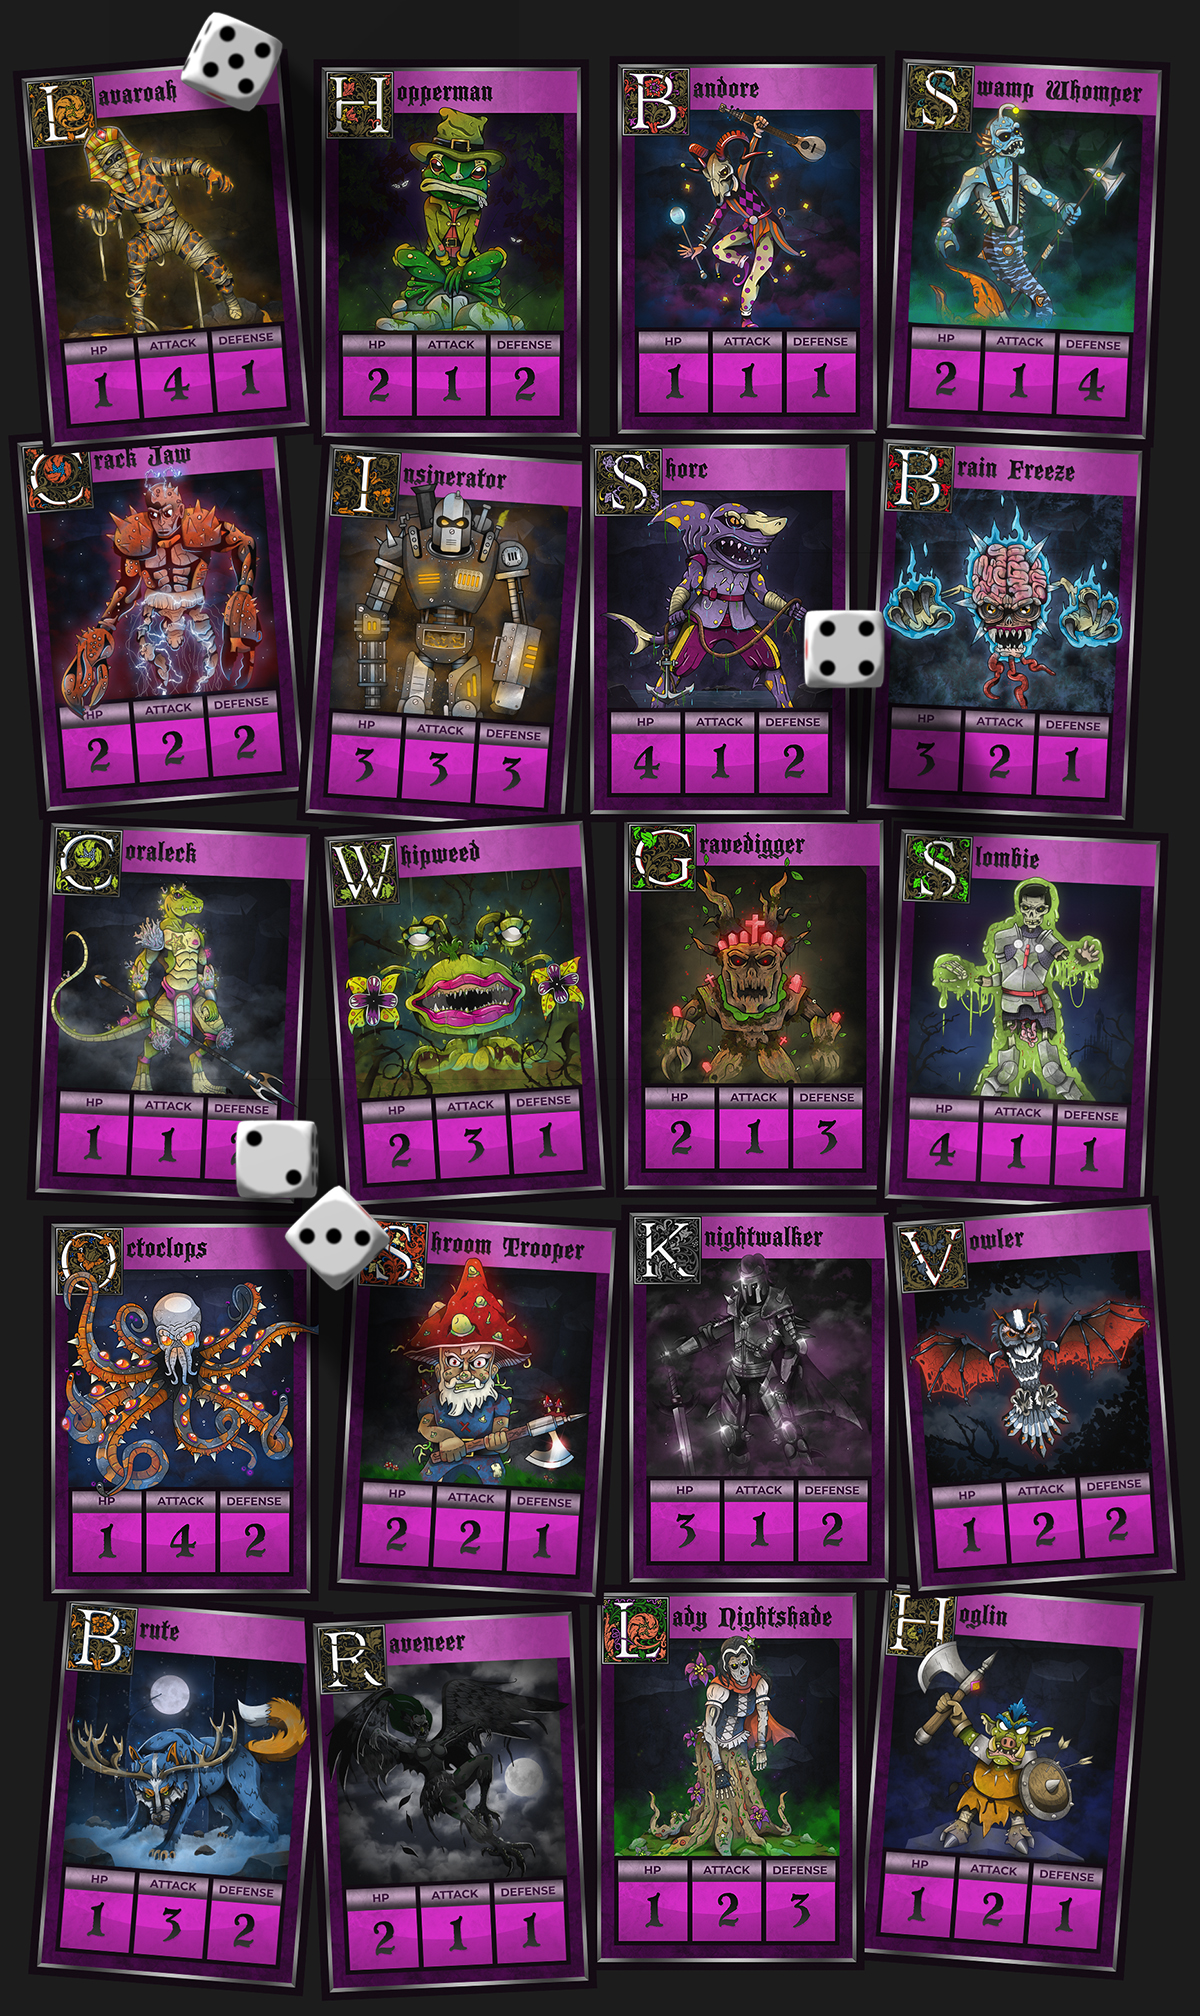 Lavaroah
HP ATTACK DEFENSE
1 4 1
Hopperman
HP ATTACK DEFENSE
2 1 2
Bandore
HP ATTACK DEFENSE
1 1 1
Swamp Whomper
HP ATTACK DEFENSE
2 1 4
Crack Jaw
HP ATTACK DEFENSE
2 2 2
Insinerator
HP ATTACK DEFENSE
3 3 3
Shorc
HP ATTACK DEFENSE
4 1 2
Brain Freeze
HP ATTACK DEFENSE
3 2 1
Coraleck
HP ATTACK DEFENSE
1 1
Whipweed
HP ATTACK DEFENSE
2 3 1
Gravedigger
HP ATTACK DEFENSE
2 1 3
Slombie
HP ATTACK DEFENSE
4 1 1
Octoclops
HP ATTACK DEFENSE
1 4 2
Shroom Trooper
HP ATTACK DEFENSE
2 2 1
Knightwalker
HP ATTACK DEFENSE
3 1 2
Vowler
HP ATTACK DEFENSE
1 2 2
Brute
HP ATTACK DEFENSE
1 3 2
Raveneer
HP ATTACK DEFENSE
2 1 1
Lady Nightshade
HP ATTACK DEFENSE
1 2 3
Hoglin
HP ATTACK DEFENSE
1 2 1